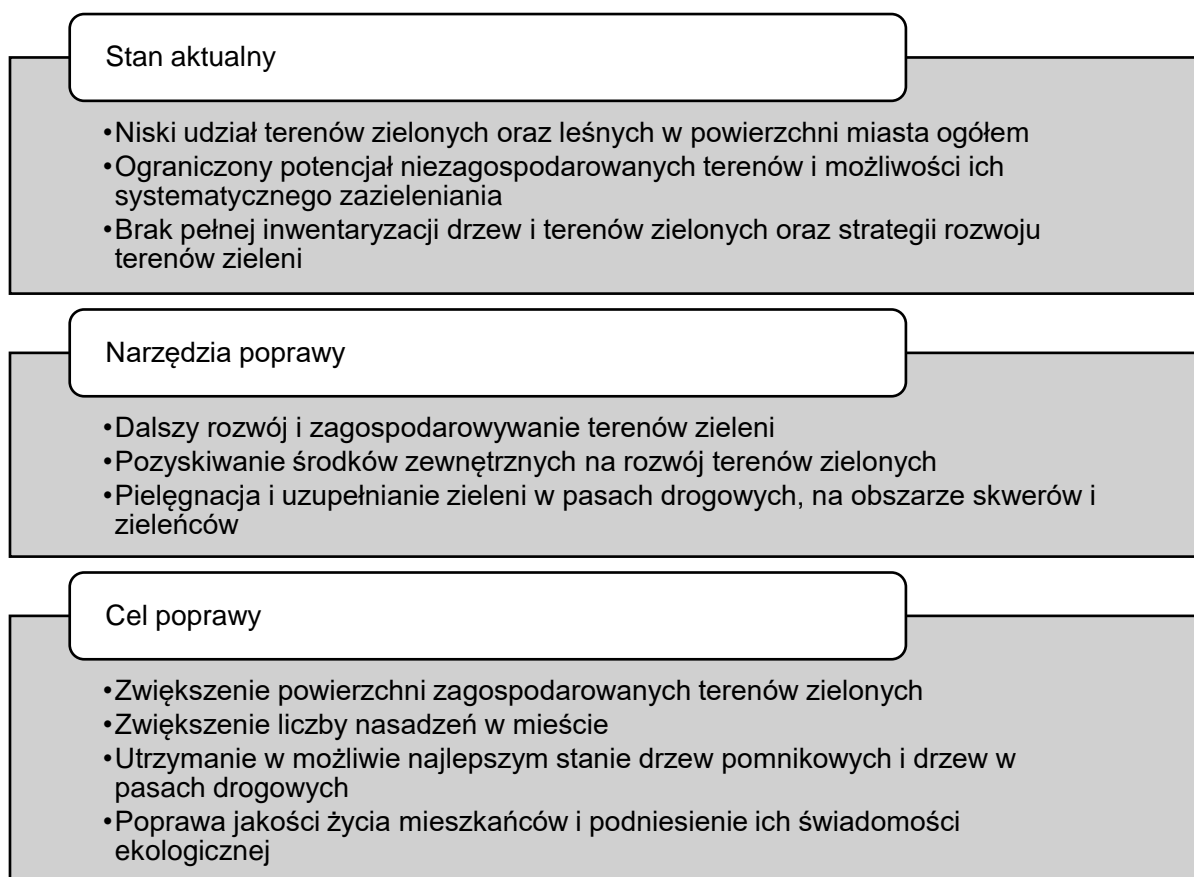 Stan aktualny
•Niski udział terenów zielonych oraz leśnych w powierzchni miasta ogółem
•Ograniczony potencjał niezagospodarowanych terenów i możliwości ich
systematycznego zazieleniania
•Brak pełnej inwentaryzacji drzew i terenów zielonych oraz strategii rozwoju
terenów zieleni
Narzędzia poprawy
•Dalszy rozwój i zagospodarowywanie terenów zieleni
•Pozyskiwanie środków zewnętrznych na rozwój terenów zielonych
•Pielęgnacja i uzupełnianie zieleni w pasach drogowych, na obszarze skwerów i
zieleńców
Cel poprawy
•Zwiększenie powierzchni zagospodarowanych terenów zielonych
•Zwiększenie liczby nasadzeń w mieście
•Utrzymanie w możliwie najlepszym stanie drzew pomnikowych i drzew w
pasach drogowych
•Poprawa jakości życia mieszkańców i podniesienie ich świadomości
ekologicznej